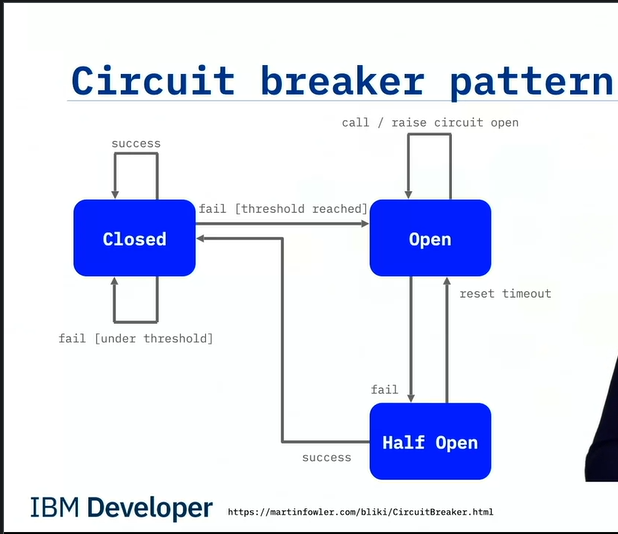 Circuit breaker pattern
call / raise circuit open
success
fail [threshold reached]
Closed
Open
reset timeout
fail [under threshold]
fail
Half Open
success
IBM Developer
https://martinfowler.com/bliki/CircuitBreaker.html